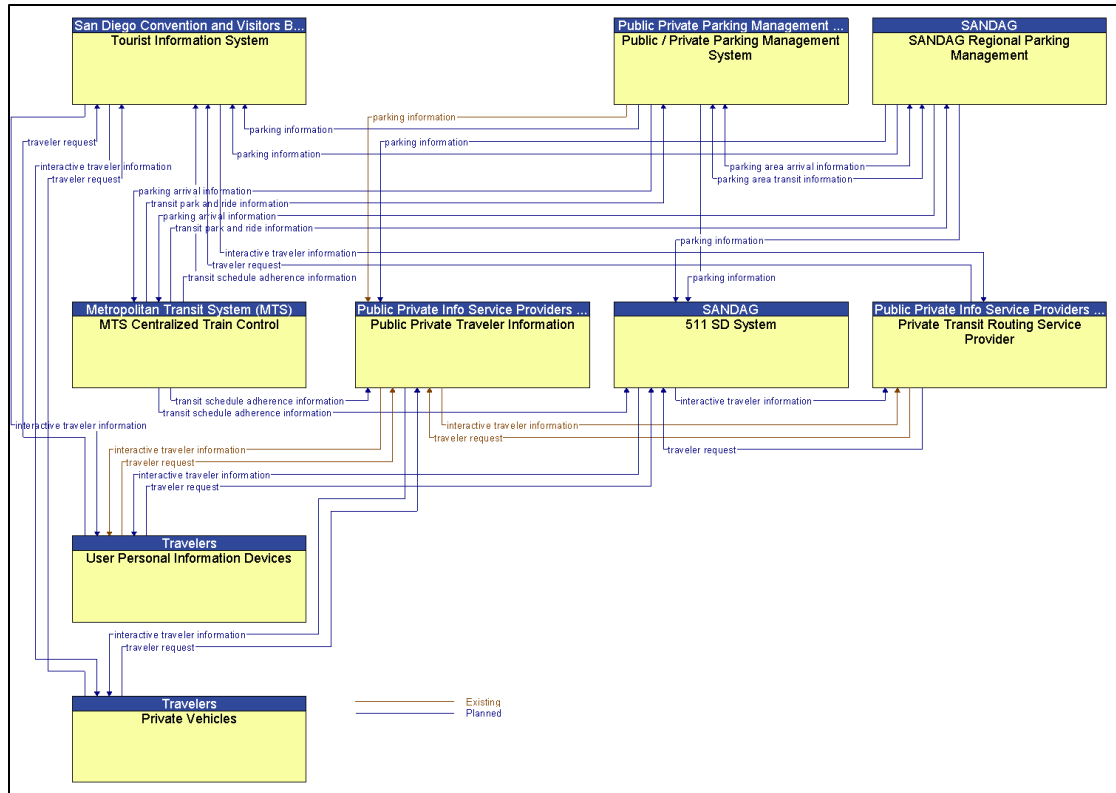 San Diego Convention and Visitors B...
Tourist Information System
Public Private Parking Management ...
Public / Private Parking Management
System
SANDAG
SANDAG Regional Parking
Management
parking information
parking information
traveler request
parking information
parking information
interactive traveler information
parking area arrival information
traveler request
parking area transit information
parking arrival information
transit park and ride information
parking arrival information
transit park and ride information
parking information
interactive traveler information
traveler request
transit schedule adherence information
parking information
Metropolitan Transit System (MTS)
MTS Centralized Train Control
Public Private Info Service Providers ...
Public Private Traveler Information
SANDAG
511 SD System
Public Private Info Service Providers ...
Private Transit Routing Service
Provider
transit schedule adherence information
interactive traveler information
transit schedule adherence information
interactive traveler information
interactive traveler information
traveler request
interactive traveler information
traveler request
traveler request
interactive traveler information
traveler request
Travelers
User Personal Information Devices
interactive traveler information
traveler request
Travelers
Private Vehicles
Existing
Planned